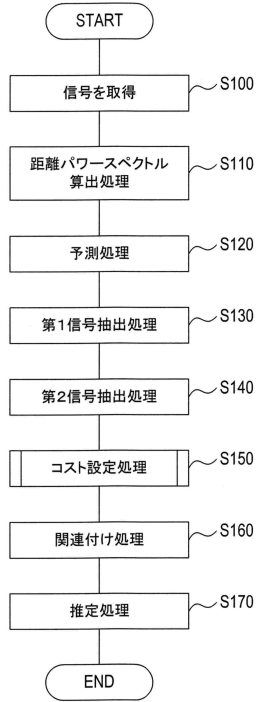 START
信号を取得 S100
距離パワースペクトル
算出処理 S110
予測処理 S120
第1信号抽出処理 S130
第2信号抽出処理 S140
コスト設定処理 S150
関連付け処理 S160
推定処理 S170
END